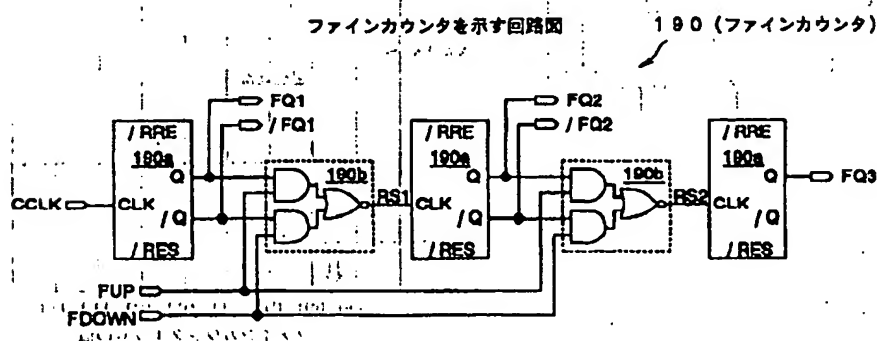 ファインカウンタを示す回路図
190 (ファインカウンタ)
FQ1
/FQ1
FQ2
/FQ2
/RRE
190a
Q
CLK
/Q
/RES
CCLK
190b
RS1
/RRE
190a
Q
CLK
/Q
/RES
190b
RS2
/RRE
190a
Q
CLK
/Q
/RES
FQ3
FUP
FDOWN